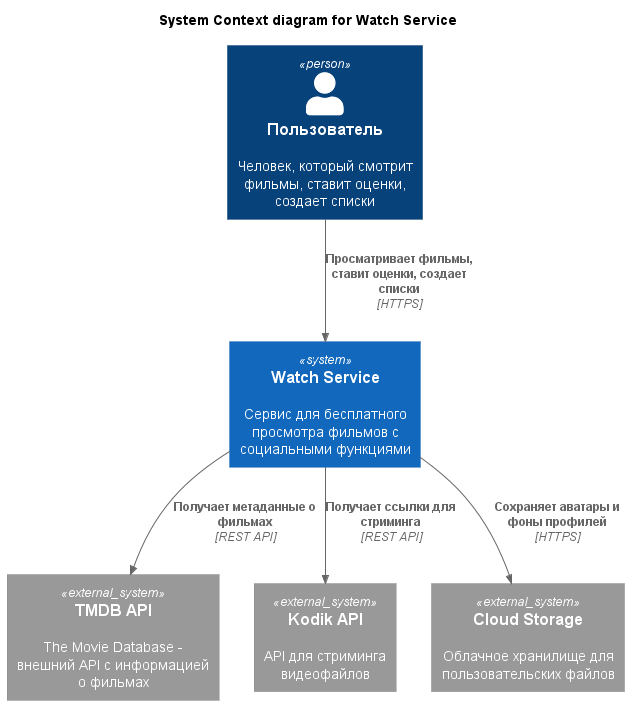 System Context diagram for Watch Service
«person»
Пользователь
Человек, который смотрит
фильмы, ставит оценки,
создает списки
Просматривает фильмы,
ставит оценки, создает
списки
[HTTPS]
«system»
Watch Service
Сервис для бесплатного
просмотра фильмов с
социальными функциями
Получает метаданные о
фильмах
[REST API]
Получает ссылки для
стриминга
[REST API]
Сохраняет аватары и
фоны профилей
[HTTPS]
«external_system»
TMDB API
The Movie Database -
внешний API с информацией
о фильмах
«external_system»
Kodik API
API для стриминга
видеофайлов
«external_system»
Cloud Storage
Облачное хранилище для
пользовательских файлов